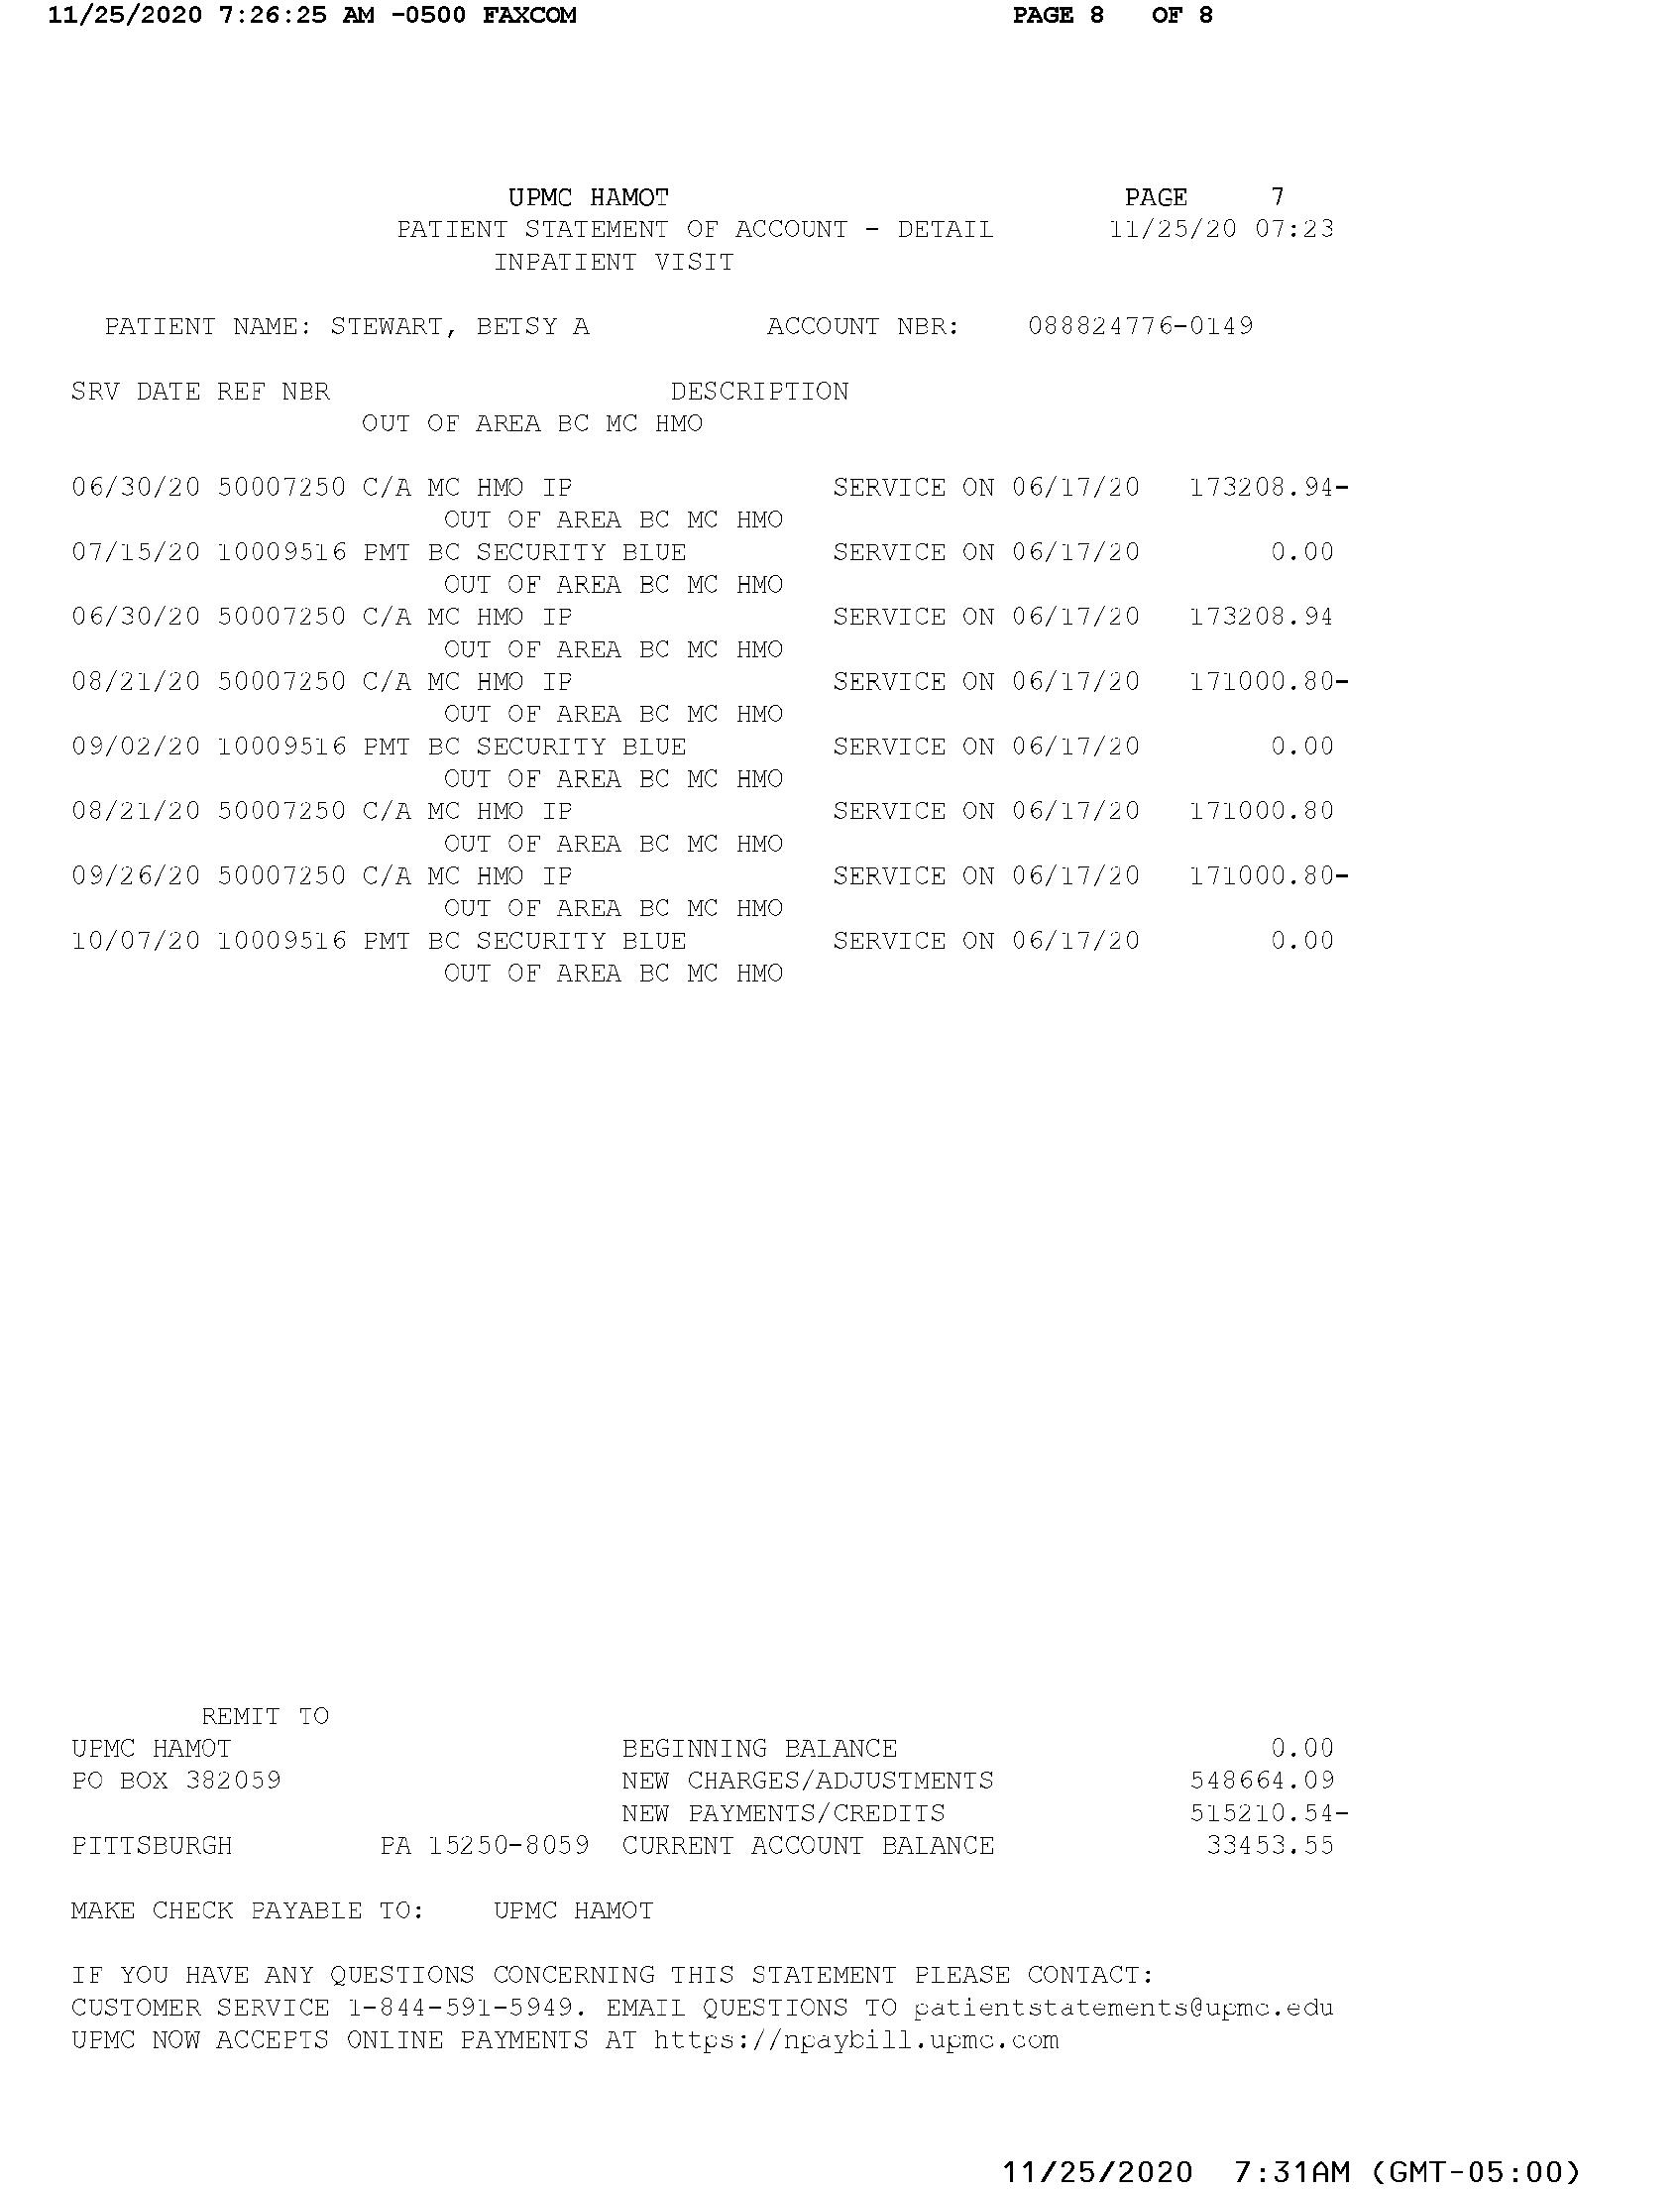 11/25/2020 7:26:25 AM -0500 FAXCOM PAGE 8 OF 8
UPMC HAMOT PAGE 7
PATIENT STATEMENT OF ACCOUNT - DETAIL 11/25/20 07:23
INPATIENT VISIT
PATIENT NAME: STEWART, BETSY A ACCOUNT NBR: 088824776-0149
SRV DATE REF NBR DESCRIPTION
OUT OF AREA BC MC HMO
06/30/20 50007250 C/A MC HMO IP SERVICE ON 06/17/20 173208.94-
OUT OF AREA BC MC HMO
07/15/20 10009516 PMT BC SECURITY BLUE SERVICE ON 06/17/20 0.00
OUT OF AREA BC MC HMO
06/30/20 50007250 C/A MC HMO IP SERVICE ON 06/17/20 173208.94
OUT OF AREA BC MC HMO
08/21/20 50007250 C/A MC HMO IP SERVICE ON 06/17/20 171000.80-
OUT OF AREA BC MC HMO
09/02/20 10009516 PMT BC SECURITY BLUE SERVICE ON 06/17/20 0.00
OUT OF AREA BC MC HMO
08/21/20 50007250 C/A MC HMO IP SERVICE ON 06/17/20 171000.80
OUT OF AREA BC MC HMO
09/26/20 50007250 C/A MC HMO IP SERVICE ON 06/17/20 171000.80-
OUT OF AREA BC MC HMO
10/07/20 10009516 PMT BC SECURITY BLUE SERVICE ON 06/17/20 0.00
OUT OF AREA BC MC HMO
REMIT TO
UPMC HAMOT BEGINNING BALANCE 0.00
PO BOX 382059 NEW CHARGES/ADJUSTMENTS 548664.09
NEW PAYMENTS/CREDITS 515210.54-
PITTSBURGH PA 15250-8059 CURRENT ACCOUNT BALANCE 33453.55
MAKE CHECK PAYABLE TO: UPMC HAMOT
IF YOU HAVE ANY QUESTIONS CONCERNING THIS STATEMENT PLEASE CONTACT:
CUSTOMER SERVICE 1-844-591-5949. EMAIL QUESTIONS TO patientstatements@upmc.edu
UPMC NOW ACCEPTS ONLINE PAYMENTS AT https://npaybill.upmc.com
11/25/2020 7:31AM (GMT-05:00)